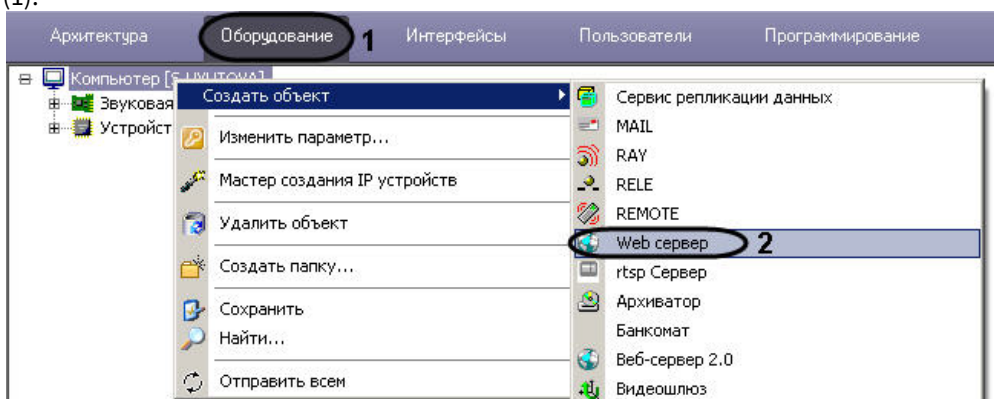 (1).
Архитектура Оборудование 1 Интерфейсы Пользователи Программирование
Компьютер
Звуковая
Устройст
Создать объект
Изменить параметр...
Мастер создания IP устройств
Удалить объект
Создать папку...
Сохранить
Найти...
Отправить всем
Сервис репликации данных
MAIL
RAY
RELE
REMOTE
Web сервер 2
rtsp Сервер
Архиватор
Банкомат
Веб-сервер 2.0
Видеошлюз